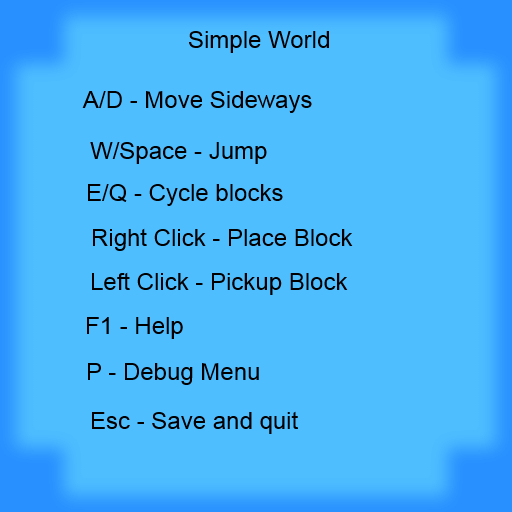 Simple World
A/D - Move Sideways
W/Space - Jump
E/Q - Cycle blocks
Right Click - Place Block
Left Click - Pickup Block
F1 - Help
P - Debug Menu
Esc - Save and quit